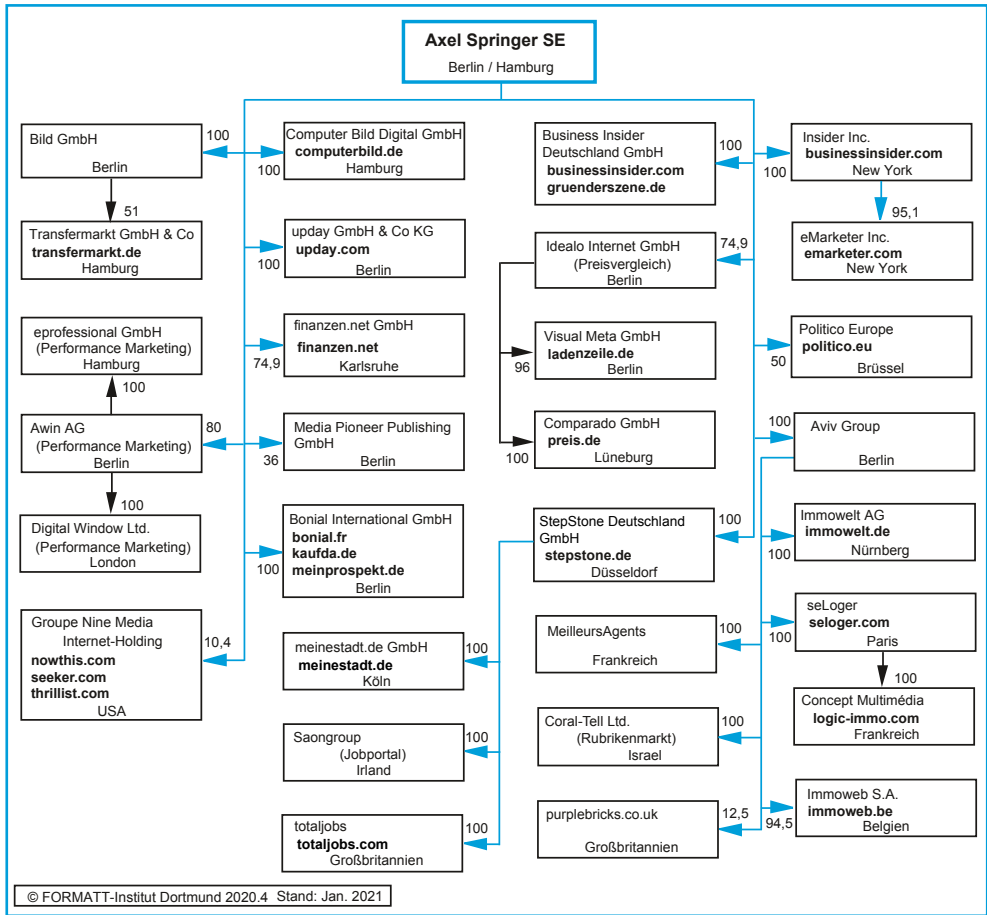 Axel Springer SE
Berlin / Hamburg
Bild GmbH
Berlin
100
51
Transfermarkt GmbH & Co
transfermarkt.de
Hamburg
Computer Bild Digital GmbH
computerbild.de
Hamburg
100
upday GmbH & Co KG
upday.com
Berlin
100
eprofessional GmbH
(Performance Marketing)
Hamburg
100
finanzen.net GmbH
finanzen.net
Karlsruhe
74,9
Awin AG
(Performance Marketing)
Berlin
80
100
Media Pioneer Publishing
GmbH
Berlin
36
Digital Window Ltd.
(Performance Marketing)
London
Bonial International GmbH
bonial.fr
kaufda.de
meinprospekt.de
Berlin
100
Groupe Nine Media
Internet-Holding
nowthis.com
seeker.com
thrillist.com
USA
10,4
meinestadt.de GmbH
meinestadt.de
Köln
100
Saongroup
(Jobportal)
Irland
100
totaljobs
totaljobs.com
Großbritannien
100
Business Insider
Deutschland GmbH
businessinsider.com
gruenderszene.de
100
Insider Inc.
businessinsider.com
New York
100
95,1
eMarketer Inc.
emarketer.com
New York
Idealo Internet GmbH
(Preisvergleich)
Berlin
74,9
Visual Meta GmbH
ladenzeile.de
Berlin
96
Politico Europe
politico.eu
Brüssel
50
Comparado GmbH
preis.de
Lüneburg
100
Aviv Group
Berlin
100
StepStone Deutschland
GmbH
stepstone.de
Düsseldorf
100
Immowelt AG
immowelt.de
Nürnberg
100
MeilleursAgents
Frankreich
100
seLoger
seloger.com
Paris
100
100
Concept Multimédia
logic-immo.com
Frankreich
Coral-Tell Ltd.
(Rubrikenmarkt)
Israel
100
purplebricks.co.uk
Großbritannien
12,5
Immoweb S.A.
immoweb.be
Belgien
94,5
© FORMATT-Institut Dortmund 2020.4 Stand: Jan. 2021